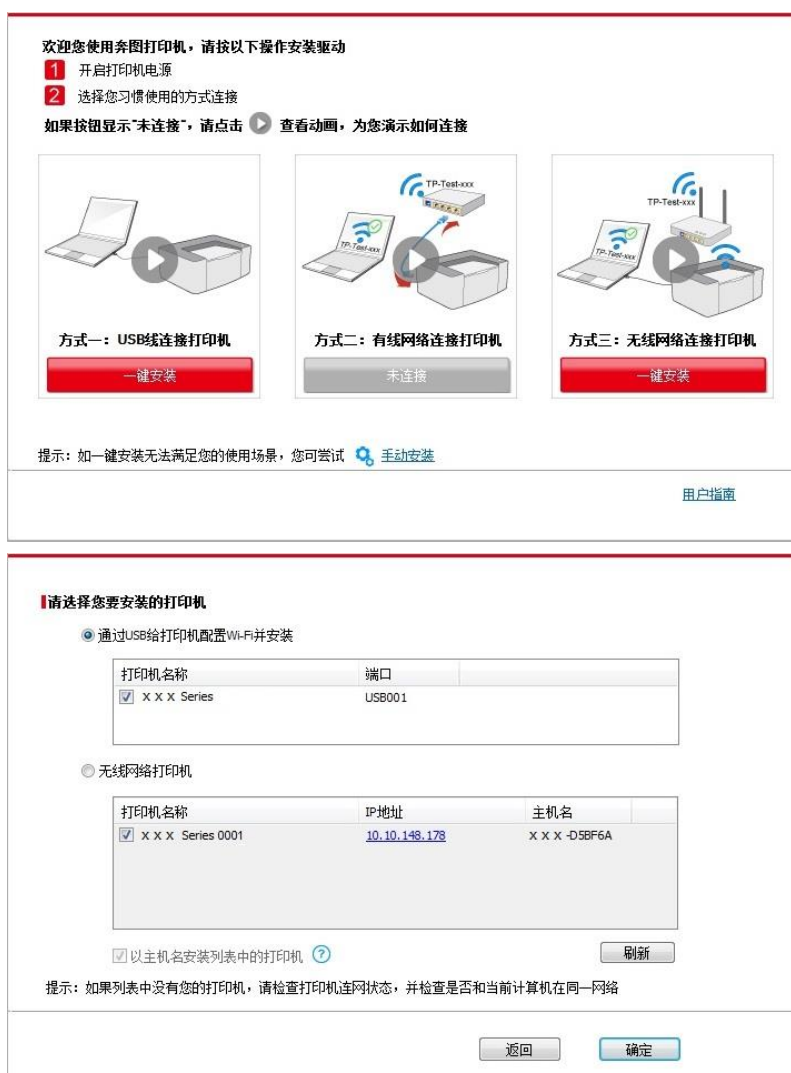 欢迎您使用奔图打印机，请按以下操作安装驱动
1 开启打印机电源
2 选择您习惯使用的方式连接
如果按钮显示"未连接"，请点击 查看动画，为您演示如何连接
TP-Test-xxx
TP-Test-xxx
TP-Test-xxx
TP-Test-xxx
方式一：USB线连接打印机 方式二：有线网络连接打印机 方式三：无线网络连接打印机
一键安装 未连接 一键安装
提示：如一键安装无法满足您的使用场景，您可尝试 手动安装
用户指南
请选择您要安装的打印机
通过USB给打印机配置Wi-Fi并安装
打印机名称 端口
X X X Series USB001
无线网络打印机
打印机名称 IP地址 主机名
X X X Series 0001 10.10.148.178 X X X -D5BF6A
以主机名安装列表中的打印机 ? 刷新
提示：如果列表中没有您的打印机，请检查打印机连网状态，并检查是否和当前计算机在同一网络
返回 确定